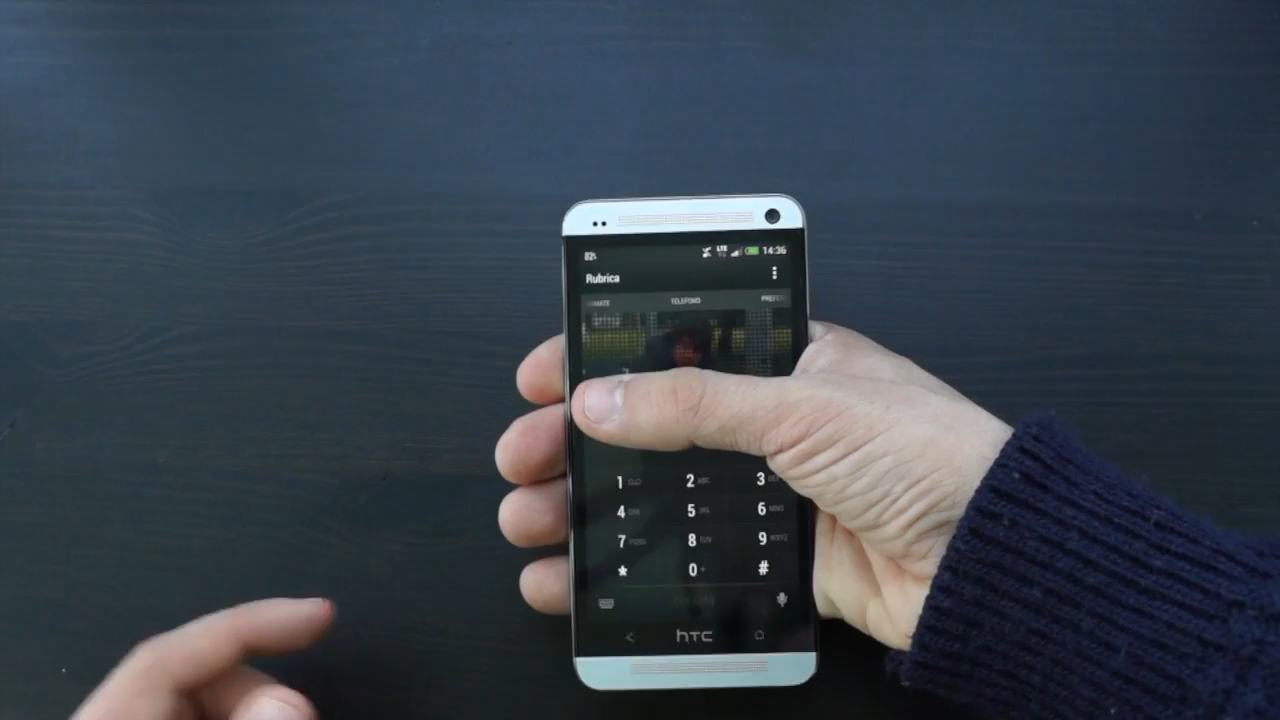 82% LTE 14:36
Rubrica
TELEFONO
1 2 ABC 3
4 GHI 5 JKL 6 MNO
7 PQRS 8 TUV 9 WXYZ
* 0 + #
hTC